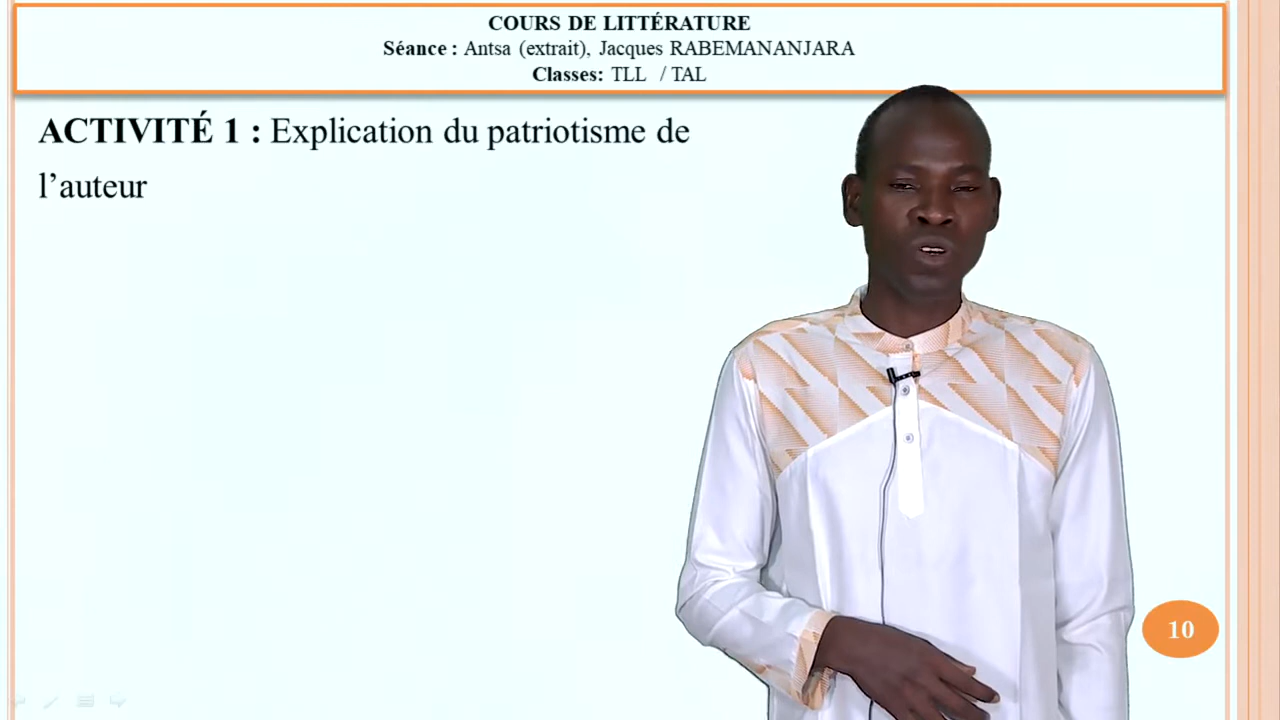 COURS DE LITTÉRATURE
Séance : Antsa (extrait), Jacques RABEMANANJARA
Classes: TLL / TAL
ACTIVITÉ 1 : Explication du patriotisme de
l’auteur
10